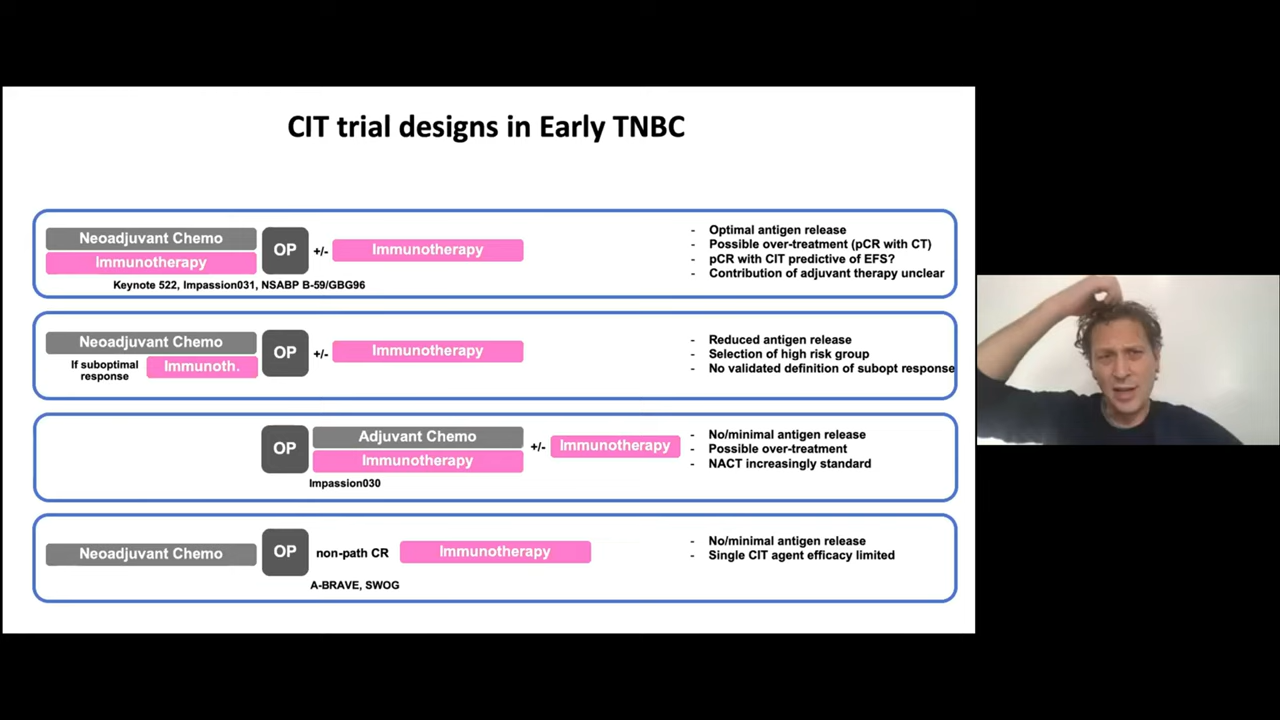 CIT trial designs in Early TNBC
Neoadjuvant Chemo
Immunotherapy
OP
+/-
Immunotherapy
Keynote 522, Impassion031, NSABP B-59/GBG96
- Optimal antigen release
- Possible over-treatment (pCR with CT)
- pCR with CIT predictive of EFS?
- Contribution of adjuvant therapy unclear
Neoadjuvant Chemo
If suboptimal
response
Immunoth.
OP
+/-
Immunotherapy
- Reduced antigen release
- Selection of high risk group
- No validated definition of subopt response
OP
Adjuvant Chemo
Immunotherapy
+/-
Immunotherapy
Impassion030
- No/minimal antigen release
- Possible over-treatment
- NACT increasingly standard
Neoadjuvant Chemo
OP
non-path CR
Immunotherapy
A-BRAVE, SWOG
- No/minimal antigen release
- Single CIT agent efficacy limited